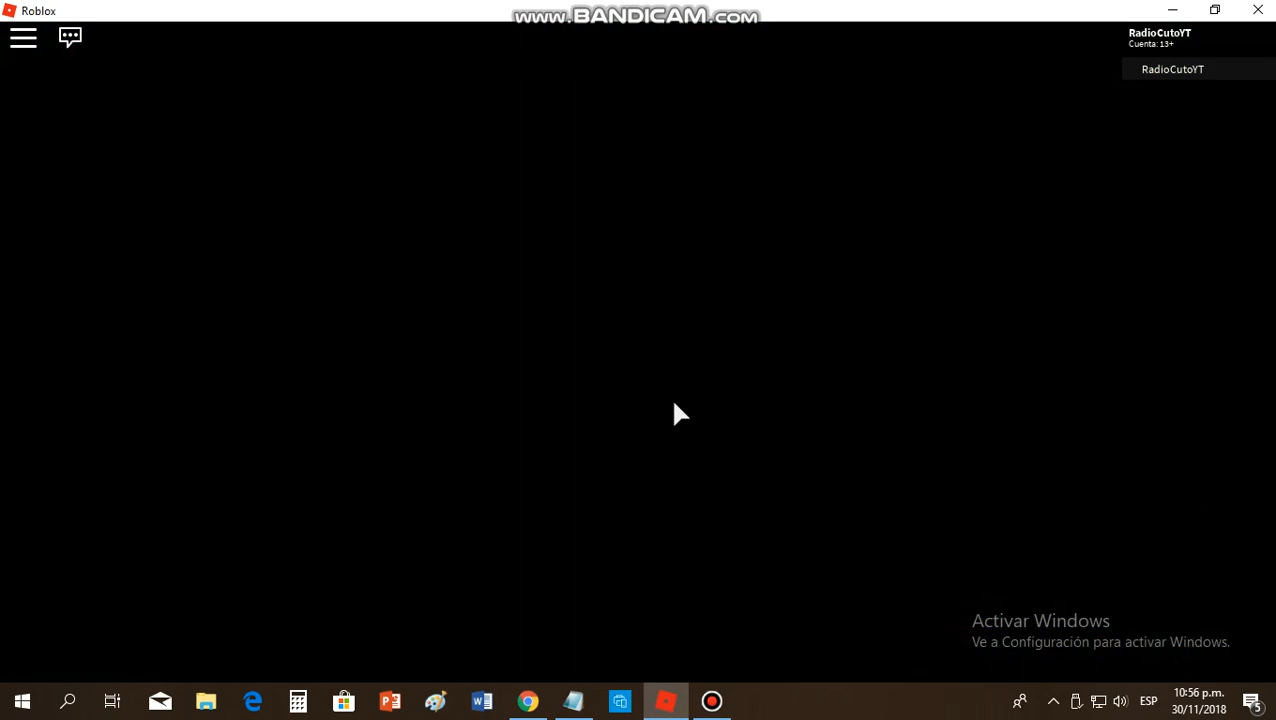 Roblox
www.BANDICAM.com
RadioCutoYT
Cuenta: 13+
RadioCutoYT
Activar Windows
Ve a Configuración para activar Windows.
ESP
10:56 p.m.
30/11/2018
5